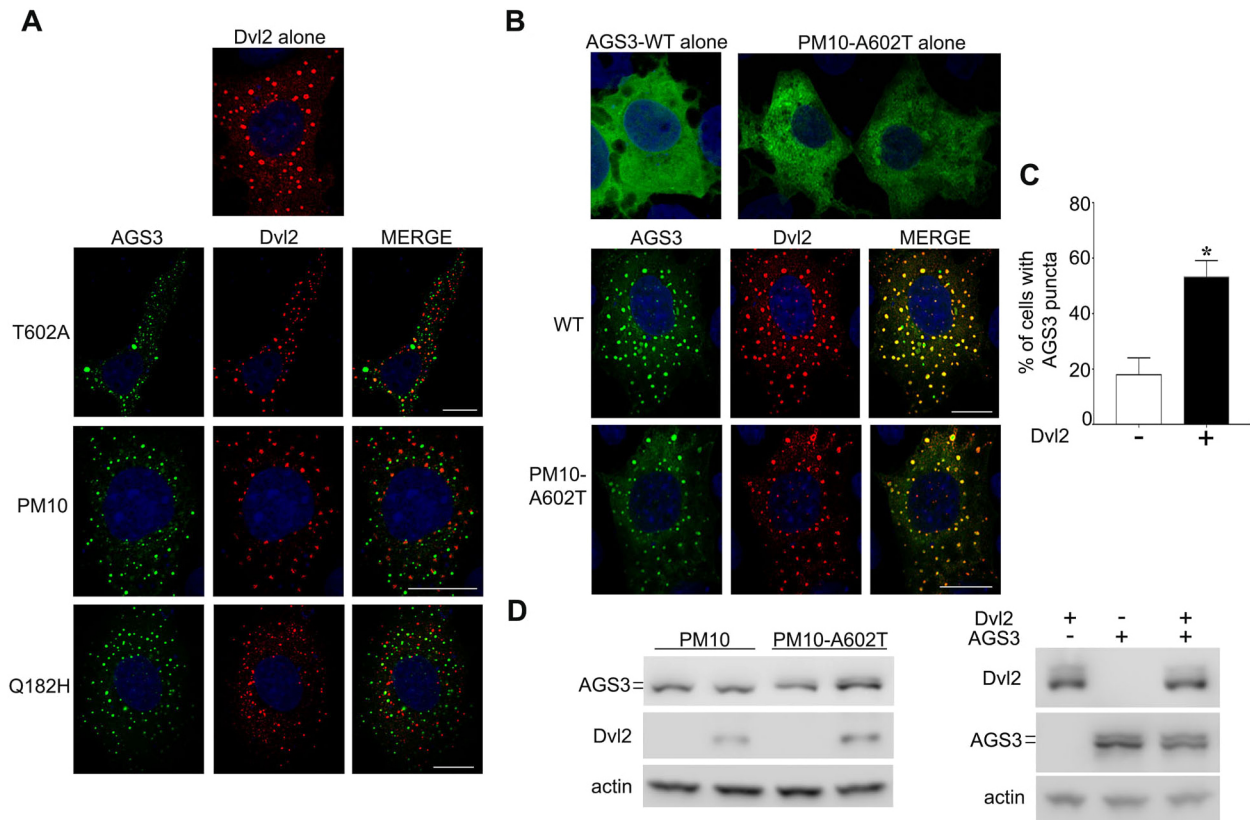 A
Dvl2 alone
AGS3 Dvl2 MERGE
T602A
PM10
Q182H
B
AGS3-WT alone PM10-A602T alone
AGS3 Dvl2 MERGE
WT
PM10-
A602T
C
% of cells with
AGS3 puncta
80
60
40
20
0
*
Dvl2 - +
D
PM10 PM10-A602T
AGS3
Dvl2
actin
Dvl2 + - +
AGS3 - + +
Dvl2
AGS3
actin